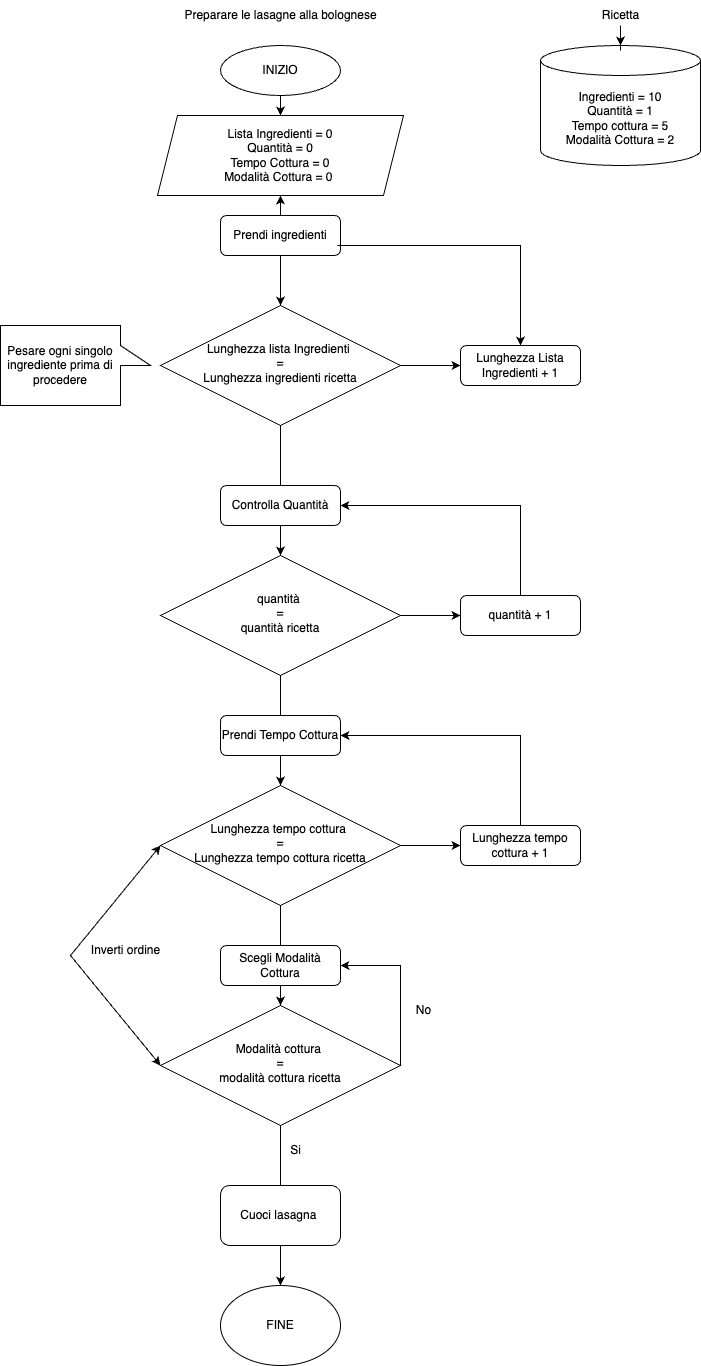 Preparare le lasagne alla bolognese
Ricetta
INIZIO
Ingredienti = 10
Quantità = 1
Tempo cottura = 5
Modalità Cottura = 2
Lista Ingredienti = 0
Quantità = 0
Tempo Cottura = 0
Modalità Cottura = 0
Prendi ingredienti
Pesare ogni singolo
ingrediente prima di
procedere
Lunghezza lista Ingredienti
=
Lunghezza ingredienti ricetta
Lunghezza Lista
Ingredienti + 1
Controlla Quantità
quantità
=
quantità ricetta
quantità + 1
Prendi Tempo Cottura
Lunghezza tempo cottura
=
Lunghezza tempo cottura ricetta
Lunghezza tempo
cottura + 1
Inverti ordine
Scegli Modalità
Cottura
No
Modalità cottura
=
modalità cottura ricetta
Si
Cuoci lasagna
FINE